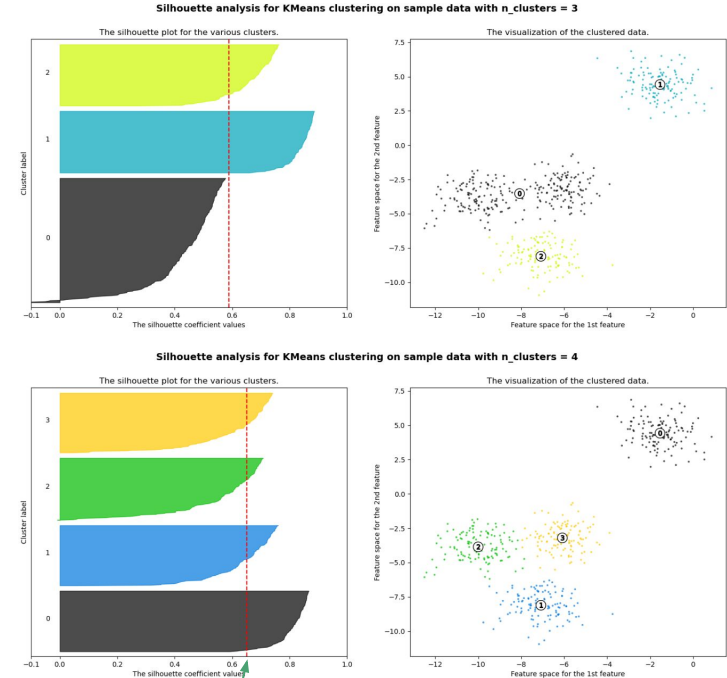 Silhouette analysis for KMeans clustering on sample data with n_clusters = 3
The silhouette plot for the various clusters.
The visualization of the clustered data.
Cluster label
2
1
0
−0.1 0.0 0.2 0.4 0.6 0.8 1.0
The silhouette coefficient values
Feature space for the 2nd feature
7.5
5.0
2.5
0.0
−2.5
−5.0
−7.5
−10.0
1
0
2
−12 −10 −8 −6 −4 −2 0
Feature space for the 1st feature
Silhouette analysis for KMeans clustering on sample data with n_clusters = 4
The silhouette plot for the various clusters.
The visualization of the clustered data.
Cluster label
3
2
1
0
−0.1 0.0 0.2 0.4 0.6 0.8 1.0
The silhouette coefficient values
Feature space for the 2nd feature
7.5
5.0
2.5
0.0
−2.5
−5.0
−7.5
−10.0
0
3
2
1
−12 −10 −8 −6 −4 −2 0
Feature space for the 1st feature